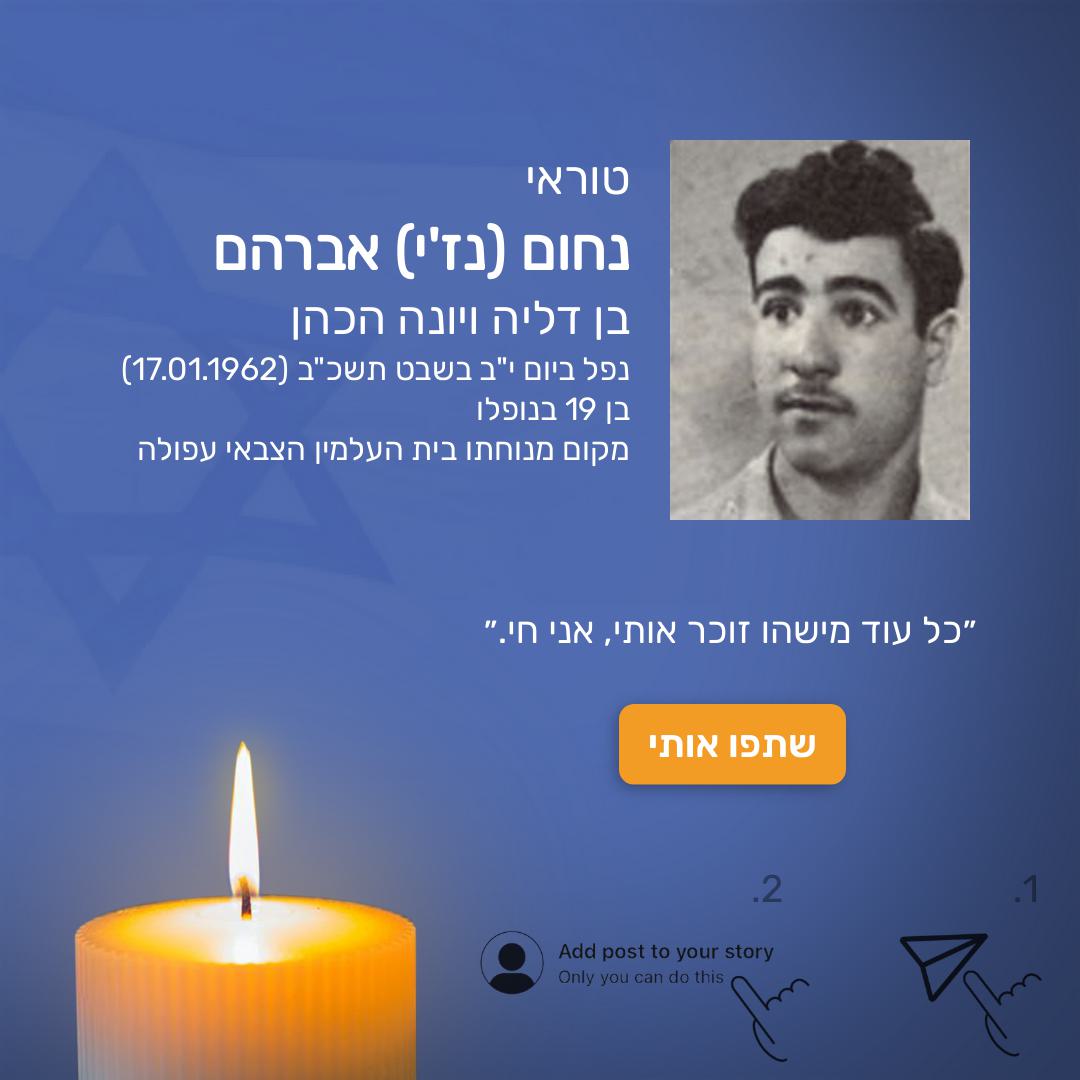 טוראי
נחום (נז'י) אברהם
בן דליה ויונה הכהן
נפל ביום י"ב בשבט תשכ"ב (17.01.1962)
בן 19 בנופלו
מקום מנוחתו בית העלמין הצבאי עפולה
״כל עוד מישהו זוכר אותי, אני חי.״
שתפו אותי
1.
2.
Add post to your story
Only you can do this